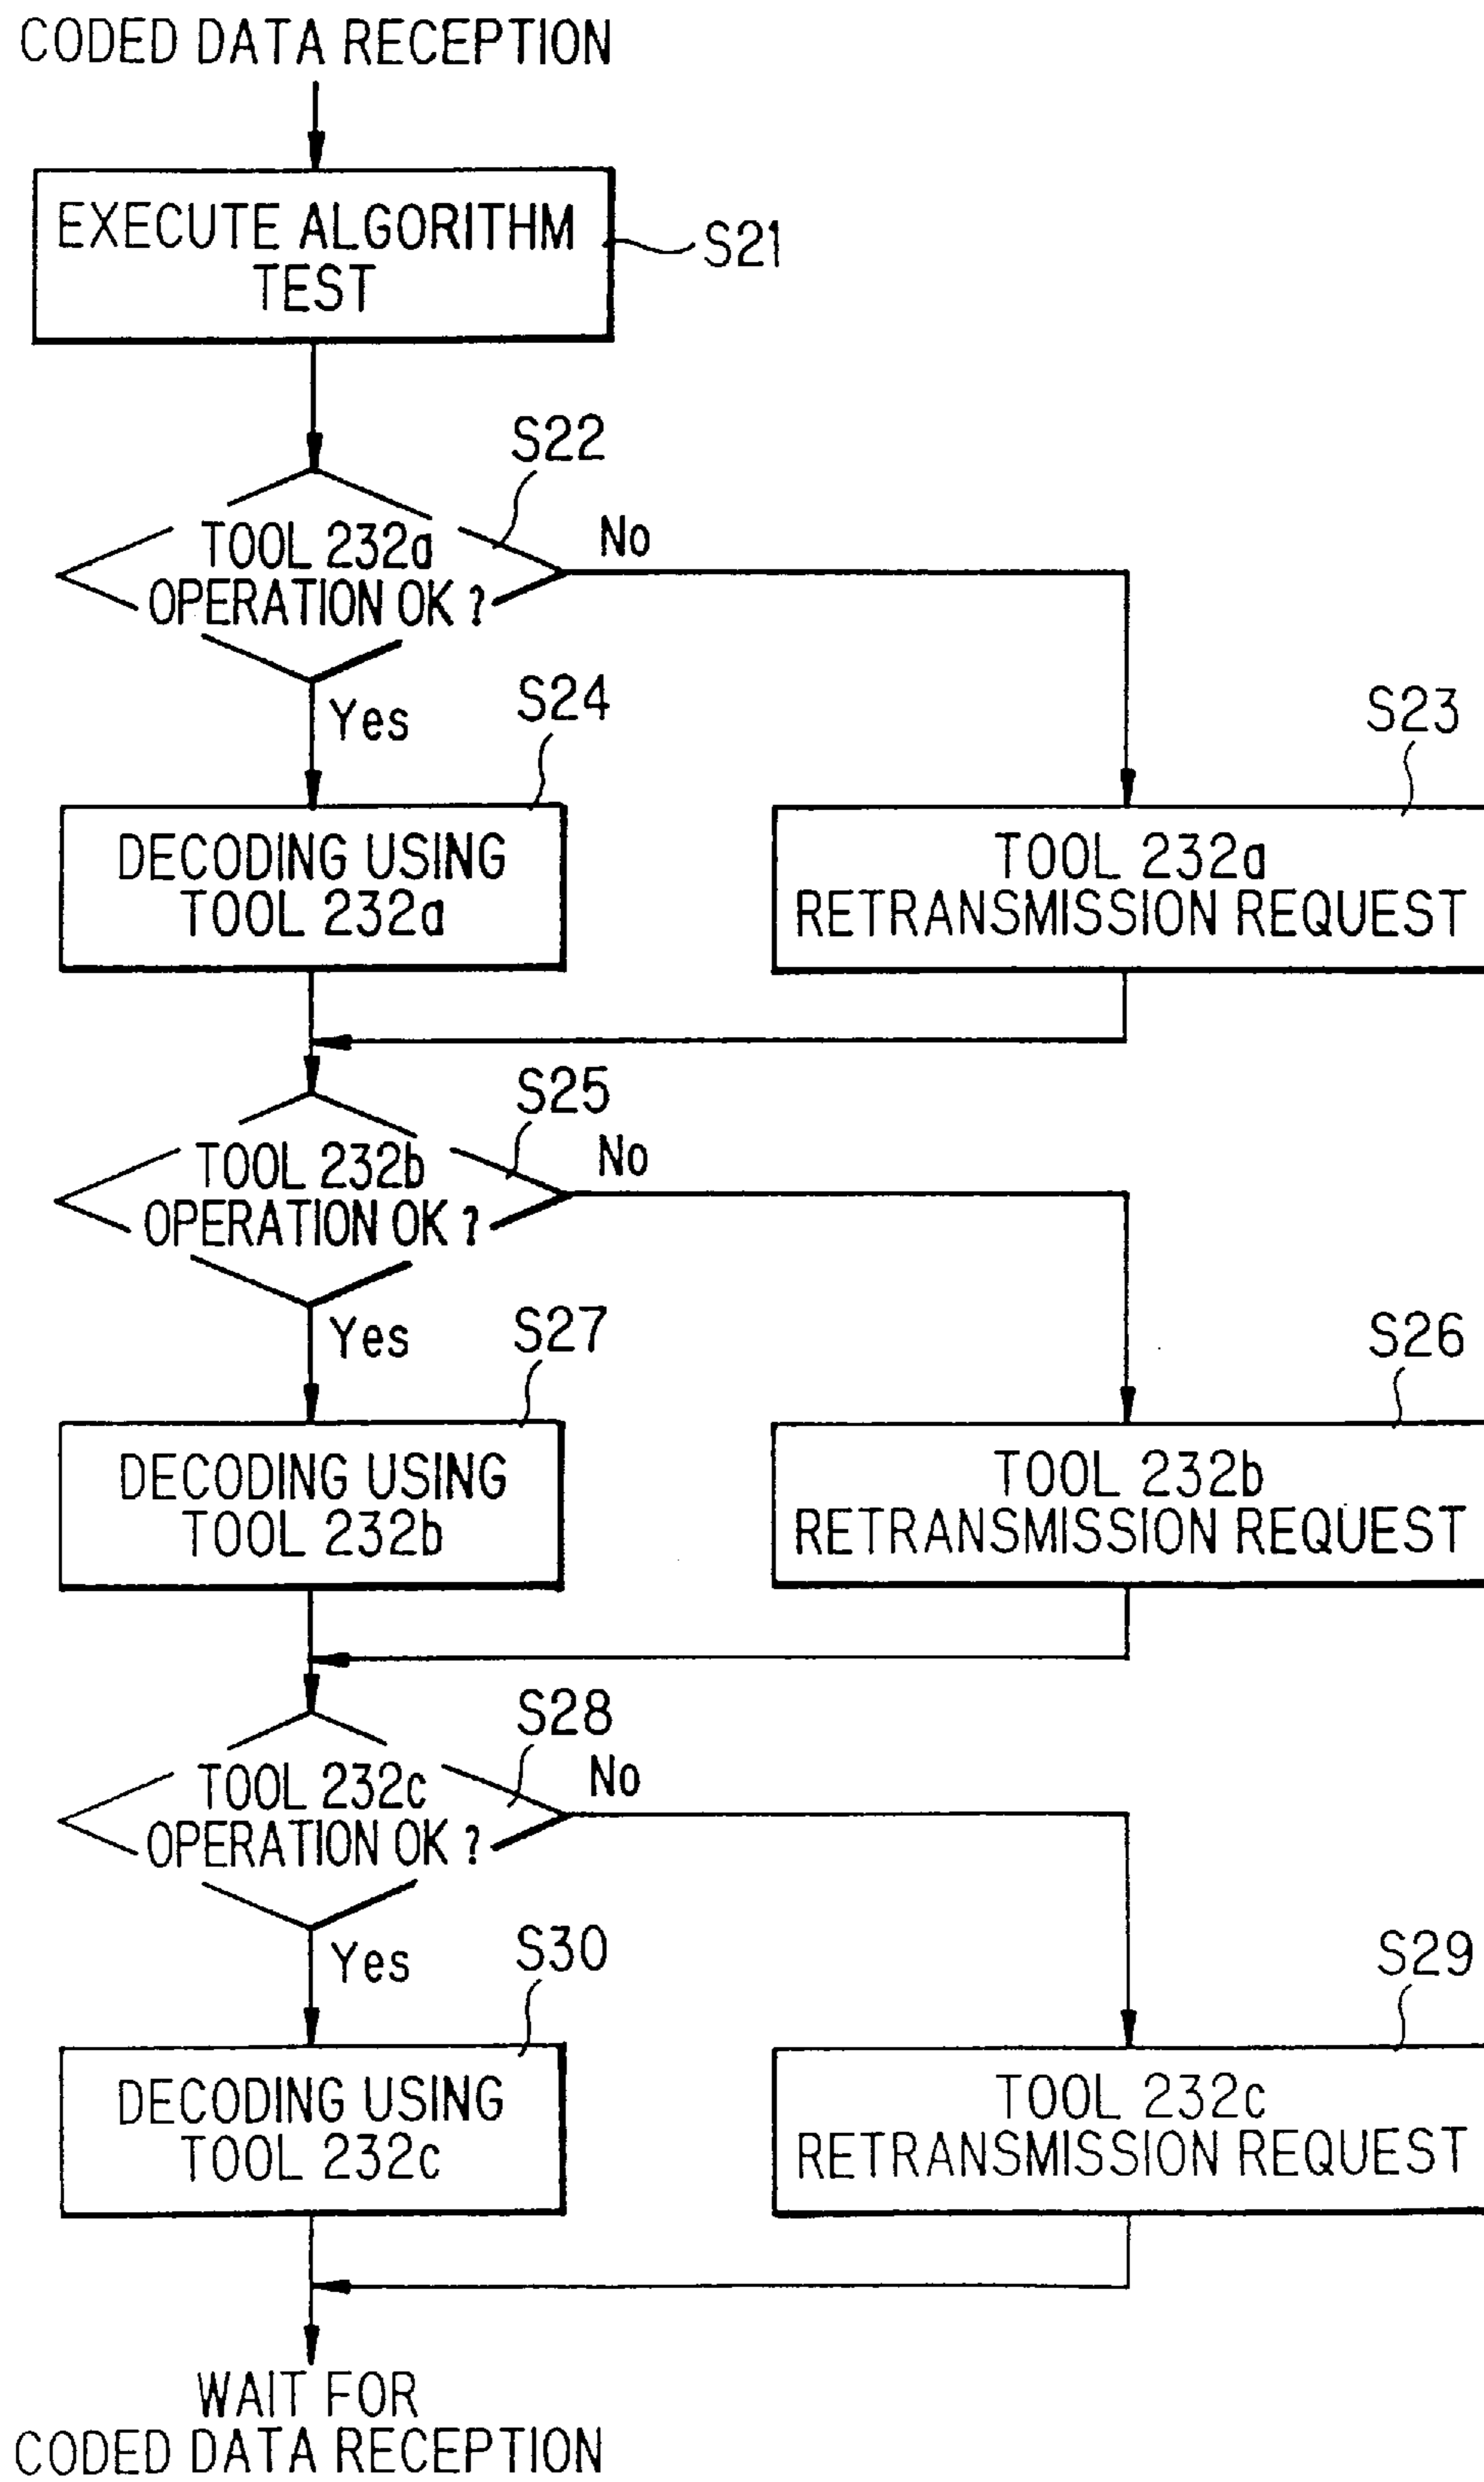 CODED DATA RECEPTION
EXECUTE ALGORITHM
TEST
S21
S22
TOOL 232a
OPERATION OK ?
No
Yes
S24
S23
DECODING USING
TOOL 232a
TOOL 232a
RETRANSMISSION REQUEST
S25
TOOL 232b
OPERATION OK ?
No
Yes
S27
S26
DECODING USING
TOOL 232b
TOOL 232b
RETRANSMISSION REQUEST
S28
TOOL 232c
OPERATION OK ?
No
Yes
S30
S29
DECODING USING
TOOL 232c
TOOL 232c
RETRANSMISSION REQUEST
WAIT FOR
CODED DATA RECEPTION